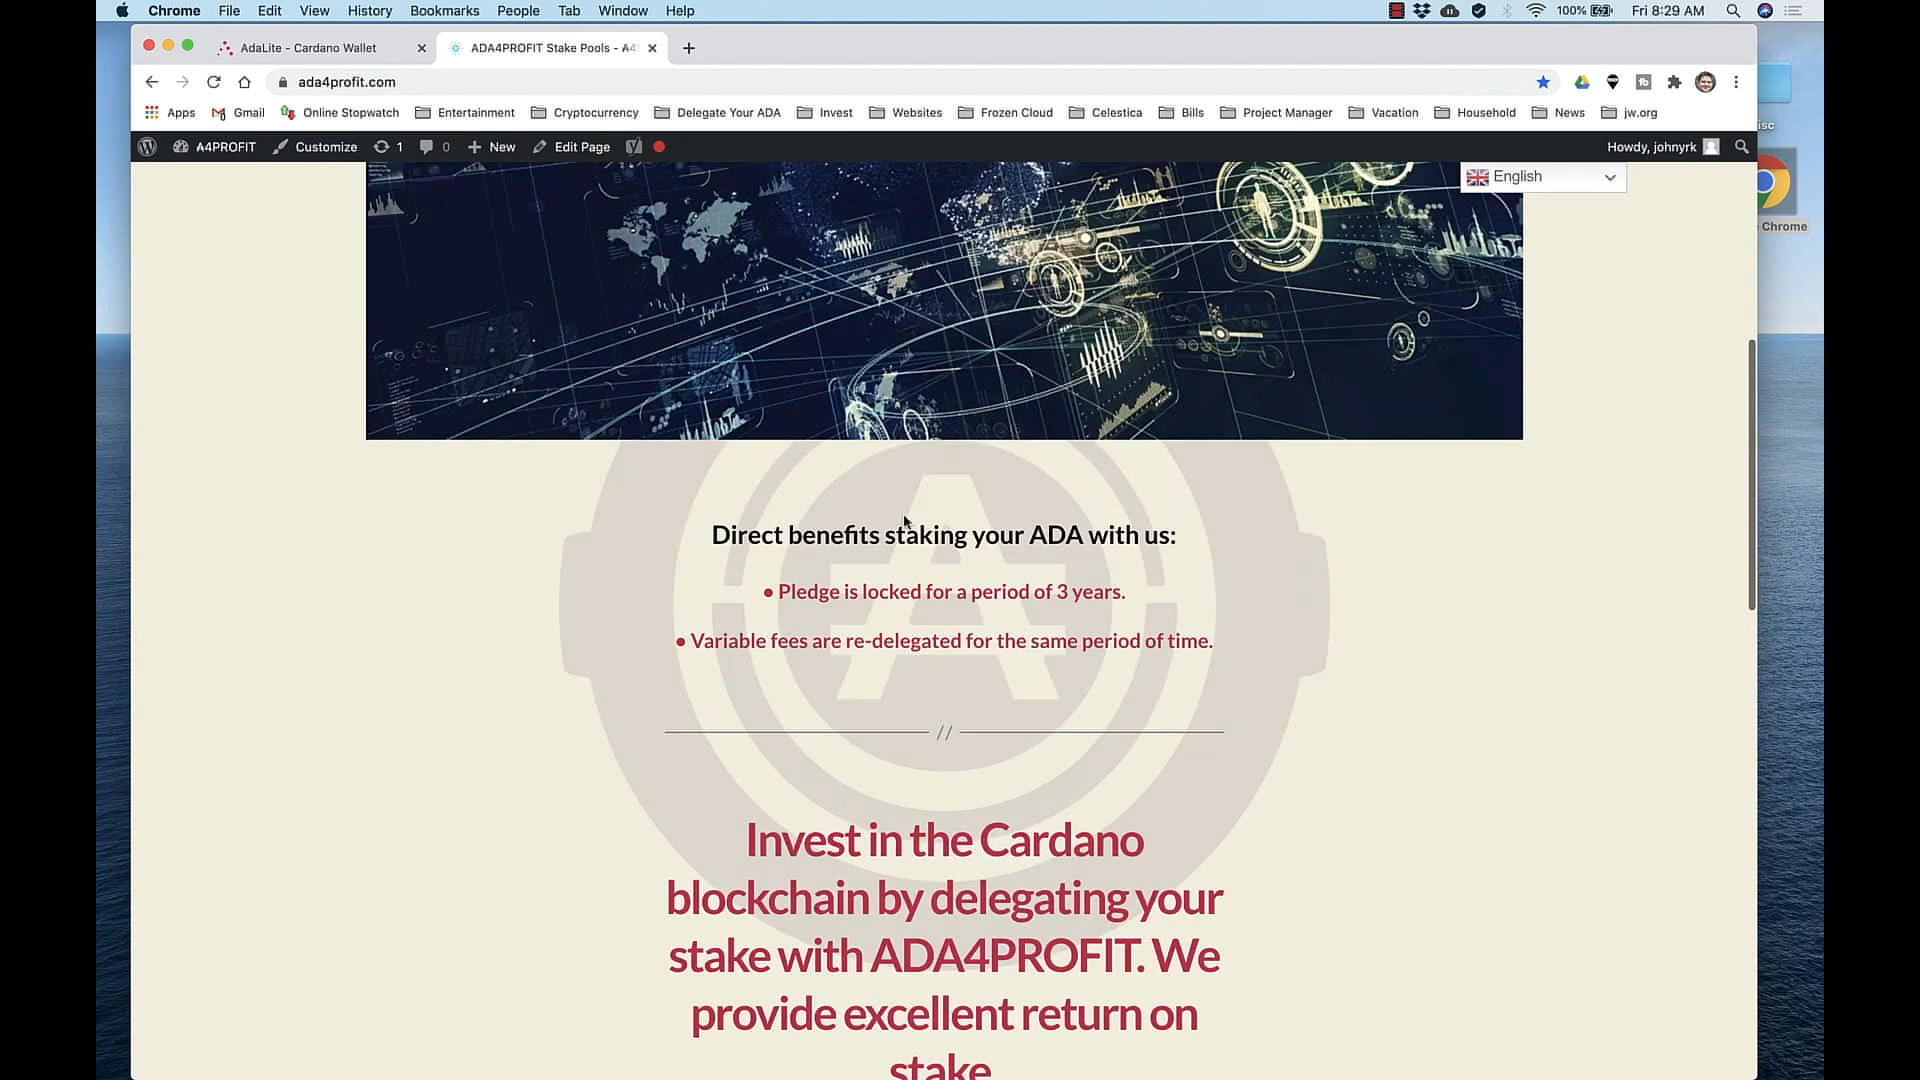 Chrome File Edit View History Bookmarks People Tab Window Help 100% Fri 8:29 AM
AdaLite - Cardano Wallet ADA4PROFIT Stake Pools - A4
ada4profit.com
Apps Gmail Online Stopwatch Entertainment Cryptocurrency Delegate Your ADA Invest Websites Frozen Cloud Celestica Bills Project Manager Vacation Household News jw.org
isc
A4PROFIT Customize 1 0 New Edit Page Howdy, johnyrk
English
Chrome
Direct benefits staking your ADA with us:
• Pledge is locked for a period of 3 years.
• Variable fees are re-delegated for the same period of time.
//
Invest in the Cardano
blockchain by delegating your
stake with ADA4PROFIT. We
provide excellent return on
stake